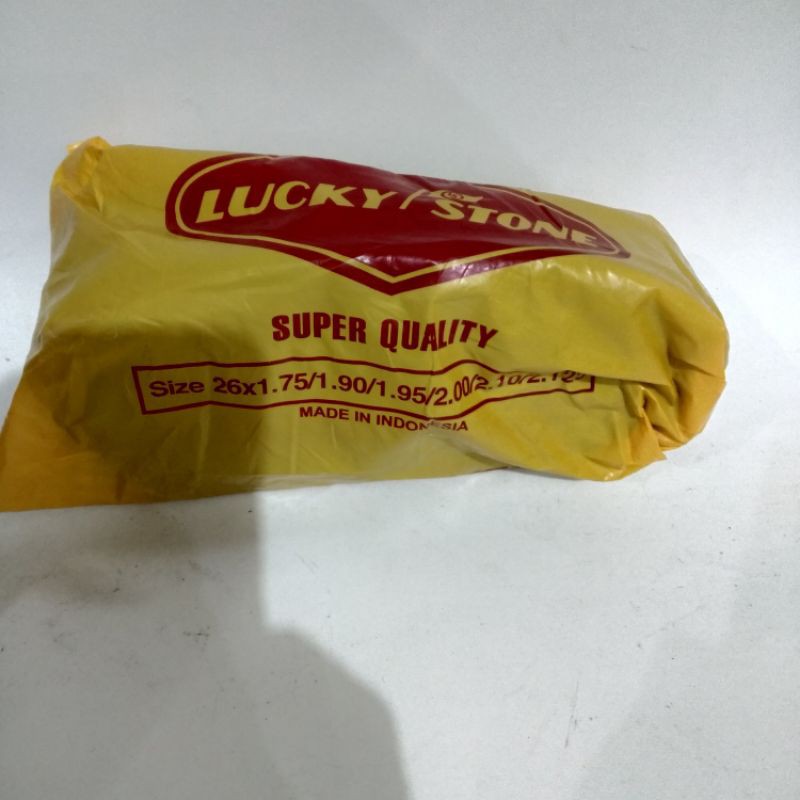 LUCKY STONE
SUPER QUALITY
Size 26x1.75/1.90/1.95/2.00/2.10/2.125
MADE IN INDONESIA